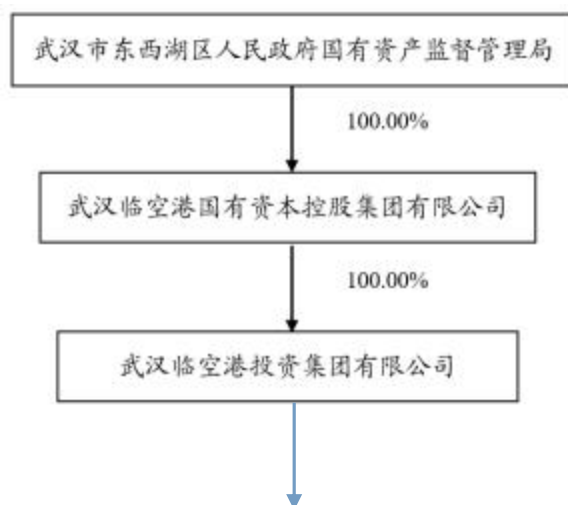 武汉市东西湖区人民政府国有资产监督管理局
100.00%
武汉临空港国有资本控股集团有限公司
100.00%
武汉临空港投资集团有限公司